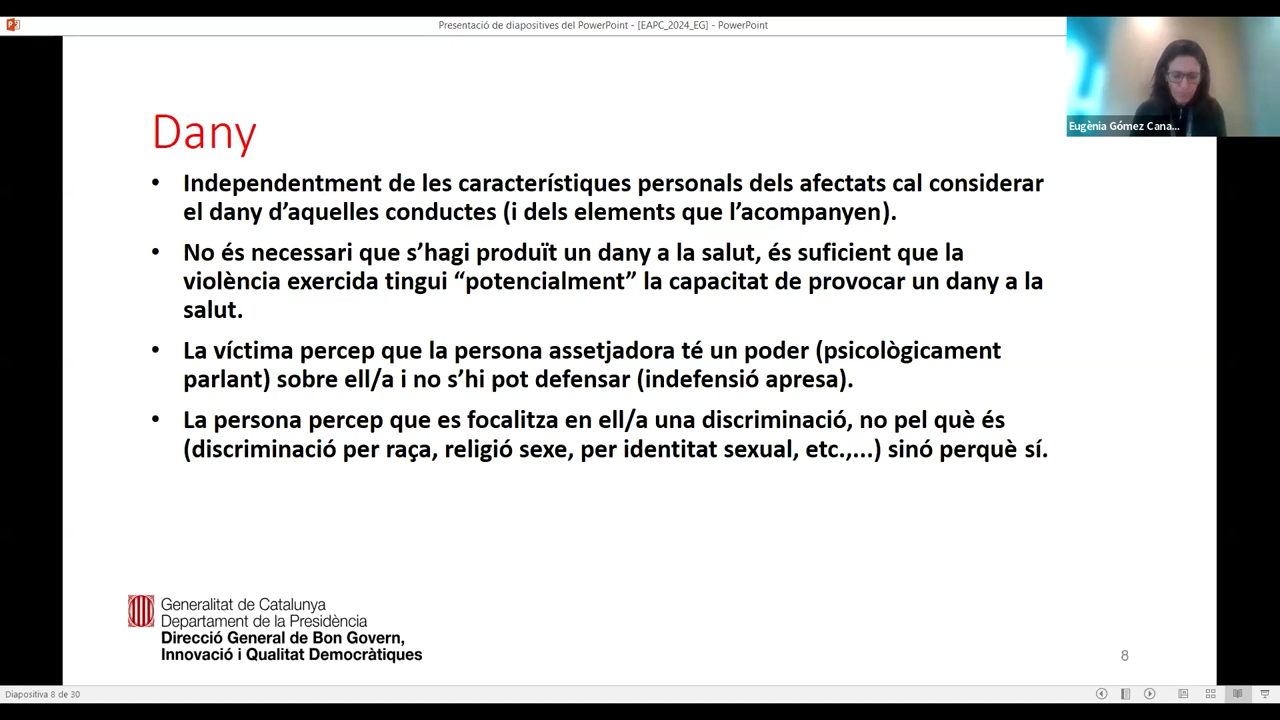 Presentació de diapositives del PowerPoint - [EAPC_2024_EG] - PowerPoint
Eugènia Gómez Cana...
Dany
• Independentment de les característiques personals dels afectats cal considerar
el dany d’aquelles conductes (i dels elements que l’acompanyen).
• No és necessari que s’hagi produït un dany a la salut, és suficient que la
violència exercida tingui “potencialment” la capacitat de provocar un dany a la
salut.
• La víctima percep que la persona assetjadora té un poder (psicològicament
parlant) sobre ell/a i no s’hi pot defensar (indefensió apresa).
• La persona percep que es focalitza en ell/a una discriminació, no pel què és
(discriminació per raça, religió sexe, per identitat sexual, etc.,...) sinó perquè sí.
Generalitat de Catalunya
Departament de la Presidència
Direcció General de Bon Govern,
Innovació i Qualitat Democràtiques
8
Diapositiva 8 de 30